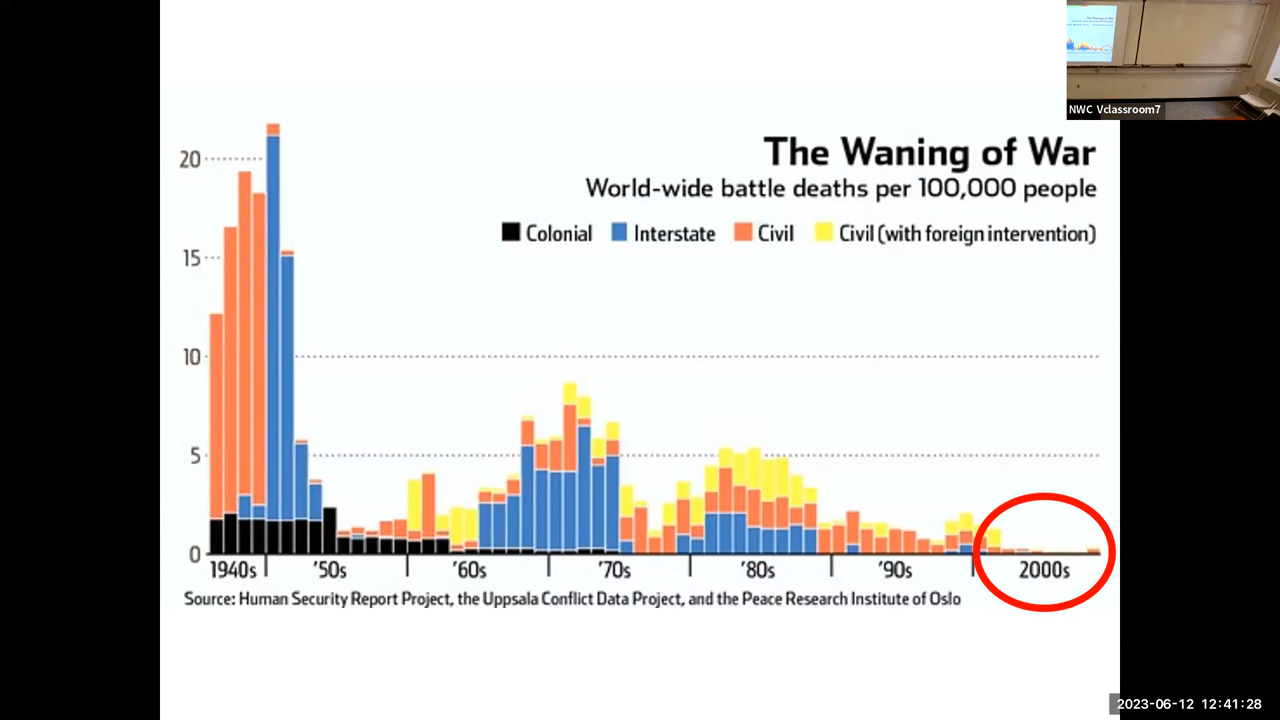 NWC Vclassroom7
The Waning of War
World-wide battle deaths per 100,000 people
Colonial Interstate Civil Civil (with foreign intervention)
20
15
10
5
0
1940s '50s '60s '70s '80s '90s 2000s
Source: Human Security Report Project, the Uppsala Conflict Data Project, and the Peace Research Institute of Oslo
2023-06-12 12:41:28